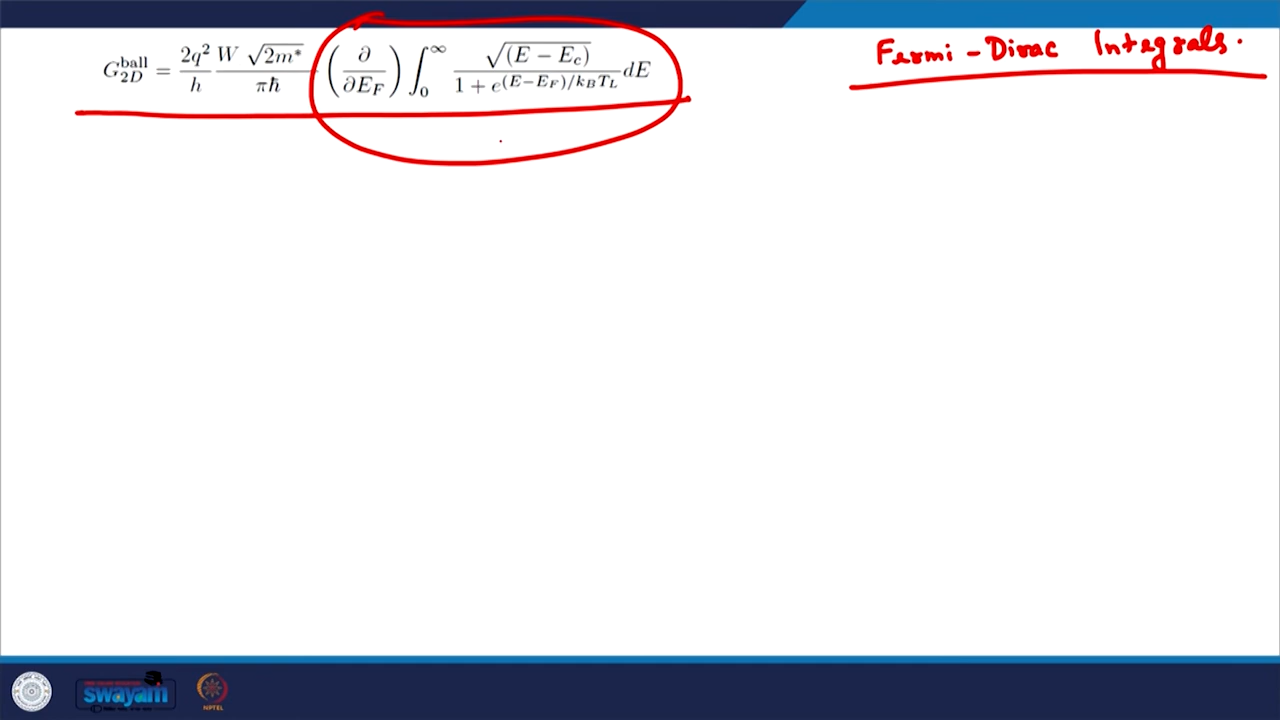 G_{2D}^{ball} = \frac{2q^2}{h} \frac{W \sqrt{2m^*}}{\pi\hbar} \left(\frac{\partial}{\partial E_F}\right) \int_0^\infty \frac{\sqrt{(E - E_c)}}{1 + e^{(E-E_F)/k_B T_L}} dE
Fermi-Dirac Integrals.
swayam
NPTEL